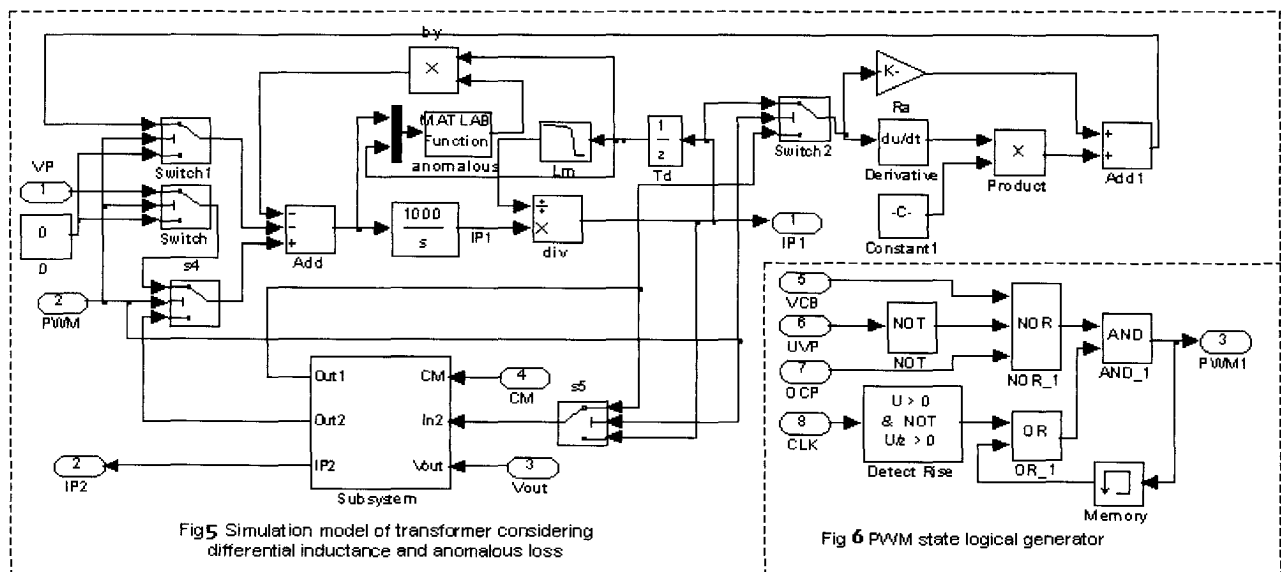 by
×
-K-
Ra
MATLAB
Function
anomalous
Lm
1
z
Td
Switch2
du/dt
Derivative
×
Product
+
+
Add1
-C-
Constant1
Switch1
VP
1
Switch
0
0
s4
2
PWM
−
−
+
Add
1000
s
IP1
÷
×
div
1
IP1
Out1
Out2
IP2
CM
In2
Vout
Subsystem
4
CM
s5
3
Vout
2
IP2
Fig5 Simulation model of transformer considering
differential inductance and anomalous loss
5
VCB
6
UVP
7
OCP
8
CLK
NOT
NOT
NOR
NOR_1
AND
AND_1
3
PWM1
U > 0
& NOT
U/z > 0
Detect Rise
OR
OR_1
Memory
Fig 6 PWM state logical generator